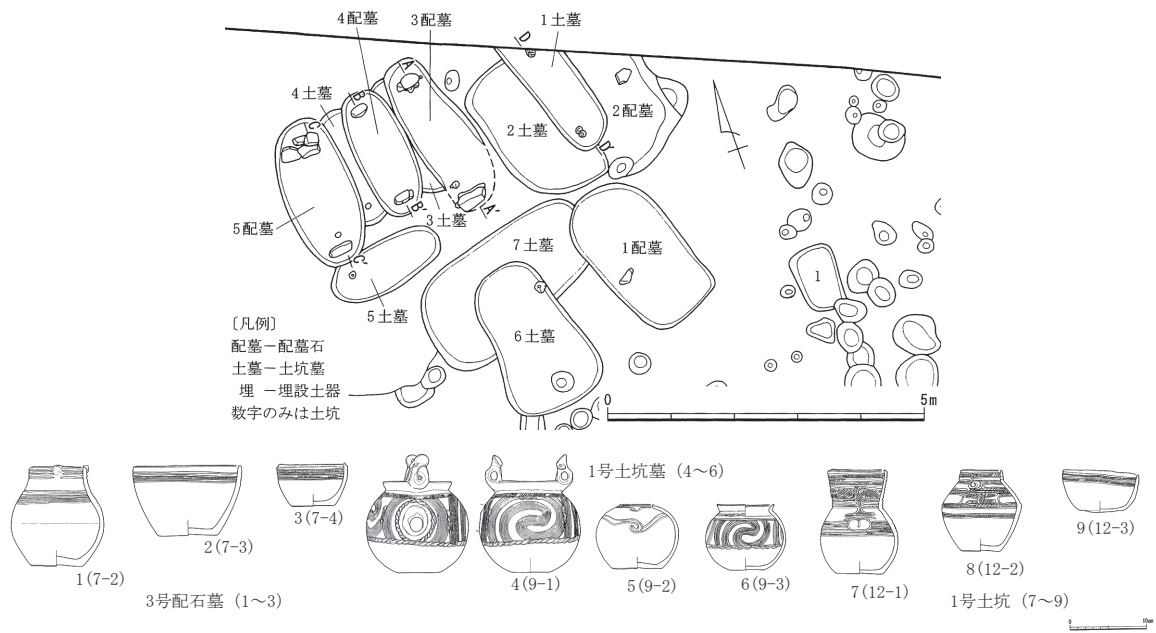 4配墓
3配墓
1土墓
4土墓
2土墓
2配墓
D
D′
A
A′
B
B′
C
C′
3土墓
5配墓
7土墓
1配墓
5土墓
6土墓
1
〔凡例〕
配墓－配墓石
土墓－土坑墓
埋 －埋設土器
数字のみは土坑
0 5m
1号土坑墓（4～6）
1(7-2)
2(7-3)
3(7-4)
4(9-1)
5(9-2)
6(9-3)
7(12-1)
8(12-2)
9(12-3)
3号配石墓（1～3）
1号土坑（7～9）
0 10cm